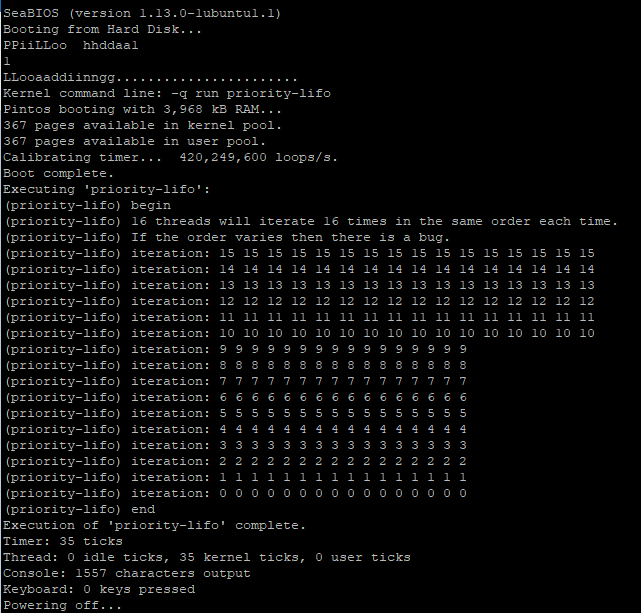 SeaBIOS (version 1.13.0-1ubuntu1.1)
Booting from Hard Disk...
PPiiLLoo  hhddaa1
1
LLooaaddiinngg.......................
Kernel command line: -q run priority-lifo
Pintos booting with 3,968 kB RAM...
367 pages available in kernel pool.
367 pages available in user pool.
Calibrating timer...  420,249,600 loops/s.
Boot complete.
Executing 'priority-lifo':
(priority-lifo) begin
(priority-lifo) 16 threads will iterate 16 times in the same order each time.
(priority-lifo) If the order varies then there is a bug.
(priority-lifo) iteration: 15 15 15 15 15 15 15 15 15 15 15 15 15 15 15 15
(priority-lifo) iteration: 14 14 14 14 14 14 14 14 14 14 14 14 14 14 14 14
(priority-lifo) iteration: 13 13 13 13 13 13 13 13 13 13 13 13 13 13 13 13
(priority-lifo) iteration: 12 12 12 12 12 12 12 12 12 12 12 12 12 12 12 12
(priority-lifo) iteration: 11 11 11 11 11 11 11 11 11 11 11 11 11 11 11 11
(priority-lifo) iteration: 10 10 10 10 10 10 10 10 10 10 10 10 10 10 10 10
(priority-lifo) iteration: 9 9 9 9 9 9 9 9 9 9 9 9 9 9 9 9
(priority-lifo) iteration: 8 8 8 8 8 8 8 8 8 8 8 8 8 8 8 8
(priority-lifo) iteration: 7 7 7 7 7 7 7 7 7 7 7 7 7 7 7 7
(priority-lifo) iteration: 6 6 6 6 6 6 6 6 6 6 6 6 6 6 6 6
(priority-lifo) iteration: 5 5 5 5 5 5 5 5 5 5 5 5 5 5 5 5
(priority-lifo) iteration: 4 4 4 4 4 4 4 4 4 4 4 4 4 4 4 4
(priority-lifo) iteration: 3 3 3 3 3 3 3 3 3 3 3 3 3 3 3 3
(priority-lifo) iteration: 2 2 2 2 2 2 2 2 2 2 2 2 2 2 2 2
(priority-lifo) iteration: 1 1 1 1 1 1 1 1 1 1 1 1 1 1 1 1
(priority-lifo) iteration: 0 0 0 0 0 0 0 0 0 0 0 0 0 0 0 0
(priority-lifo) end
Execution of 'priority-lifo' complete.
Timer: 35 ticks
Thread: 0 idle ticks, 35 kernel ticks, 0 user ticks
Console: 1557 characters output
Keyboard: 0 keys pressed
Powering off...